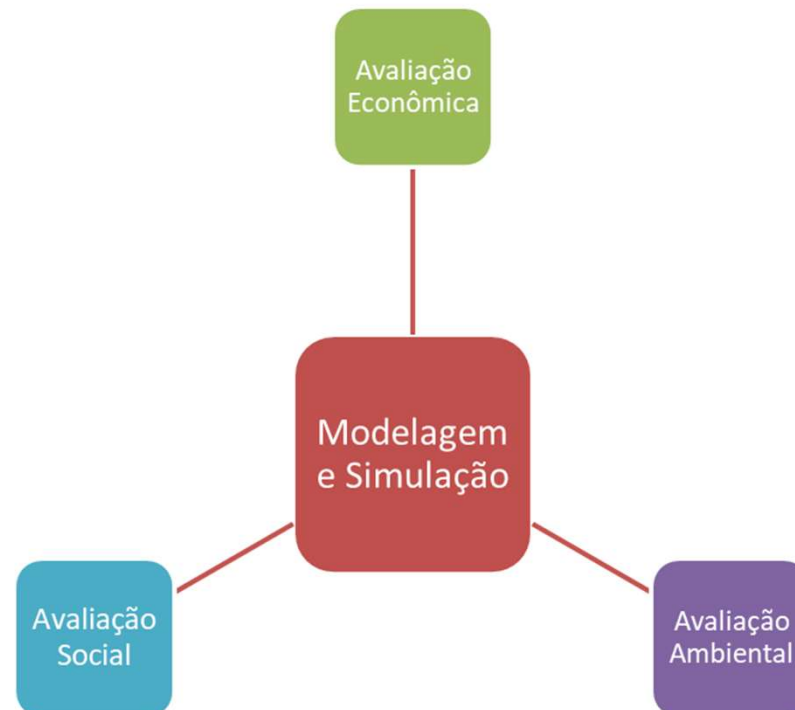 Avaliação
Econômica
Modelagem
e Simulação
Avaliação
Social
Avaliação
Ambiental